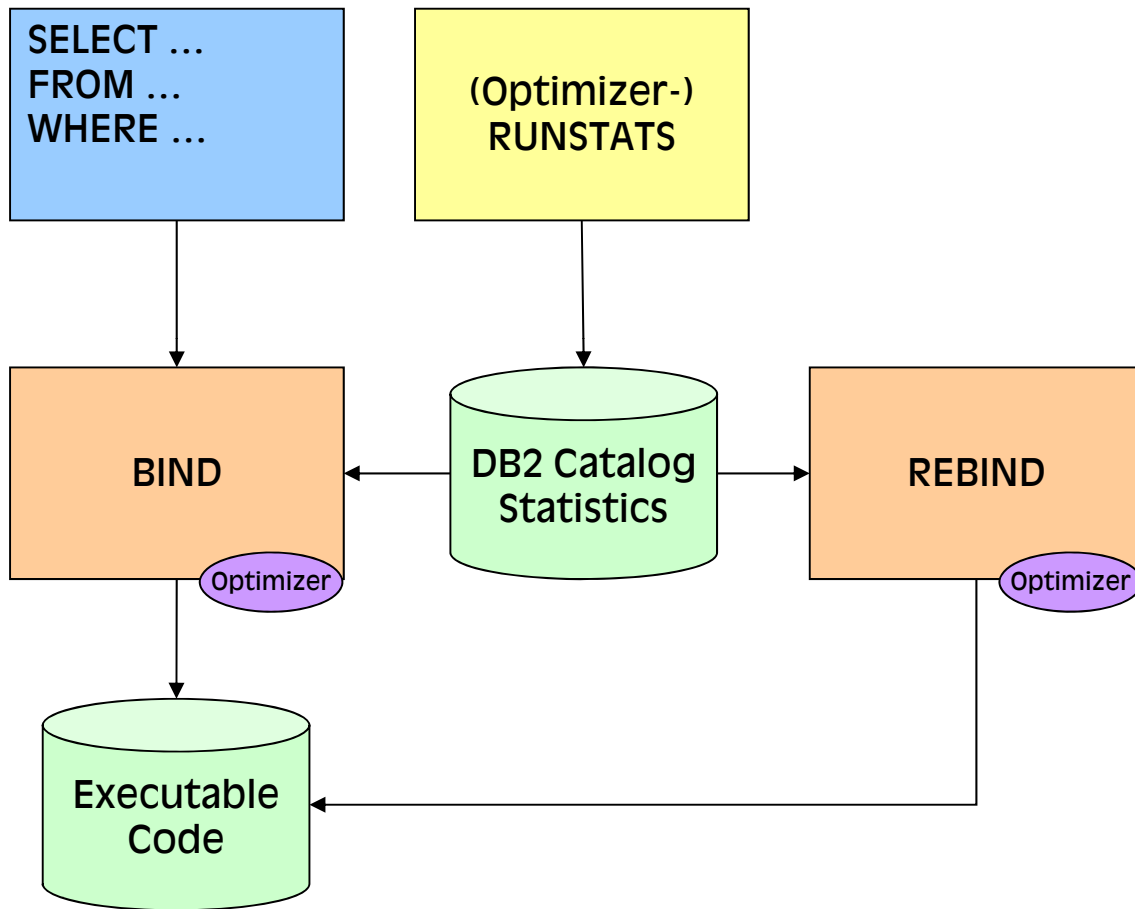 SELECT …
FROM …
WHERE …
(Optimizer-)
RUNSTATS
BIND
Optimizer
DB2 Catalog
Statistics
REBIND
Optimizer
Executable
Code